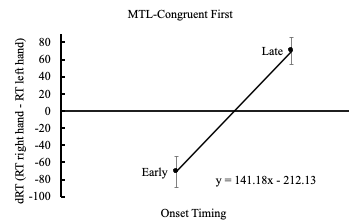 MTL-Congruent First
dRT (RT right hand - RT left hand)
80
60
40
20
0
-20
-40
-60
-80
-100
Late
Early
y = 141.18x - 212.13
Onset Timing